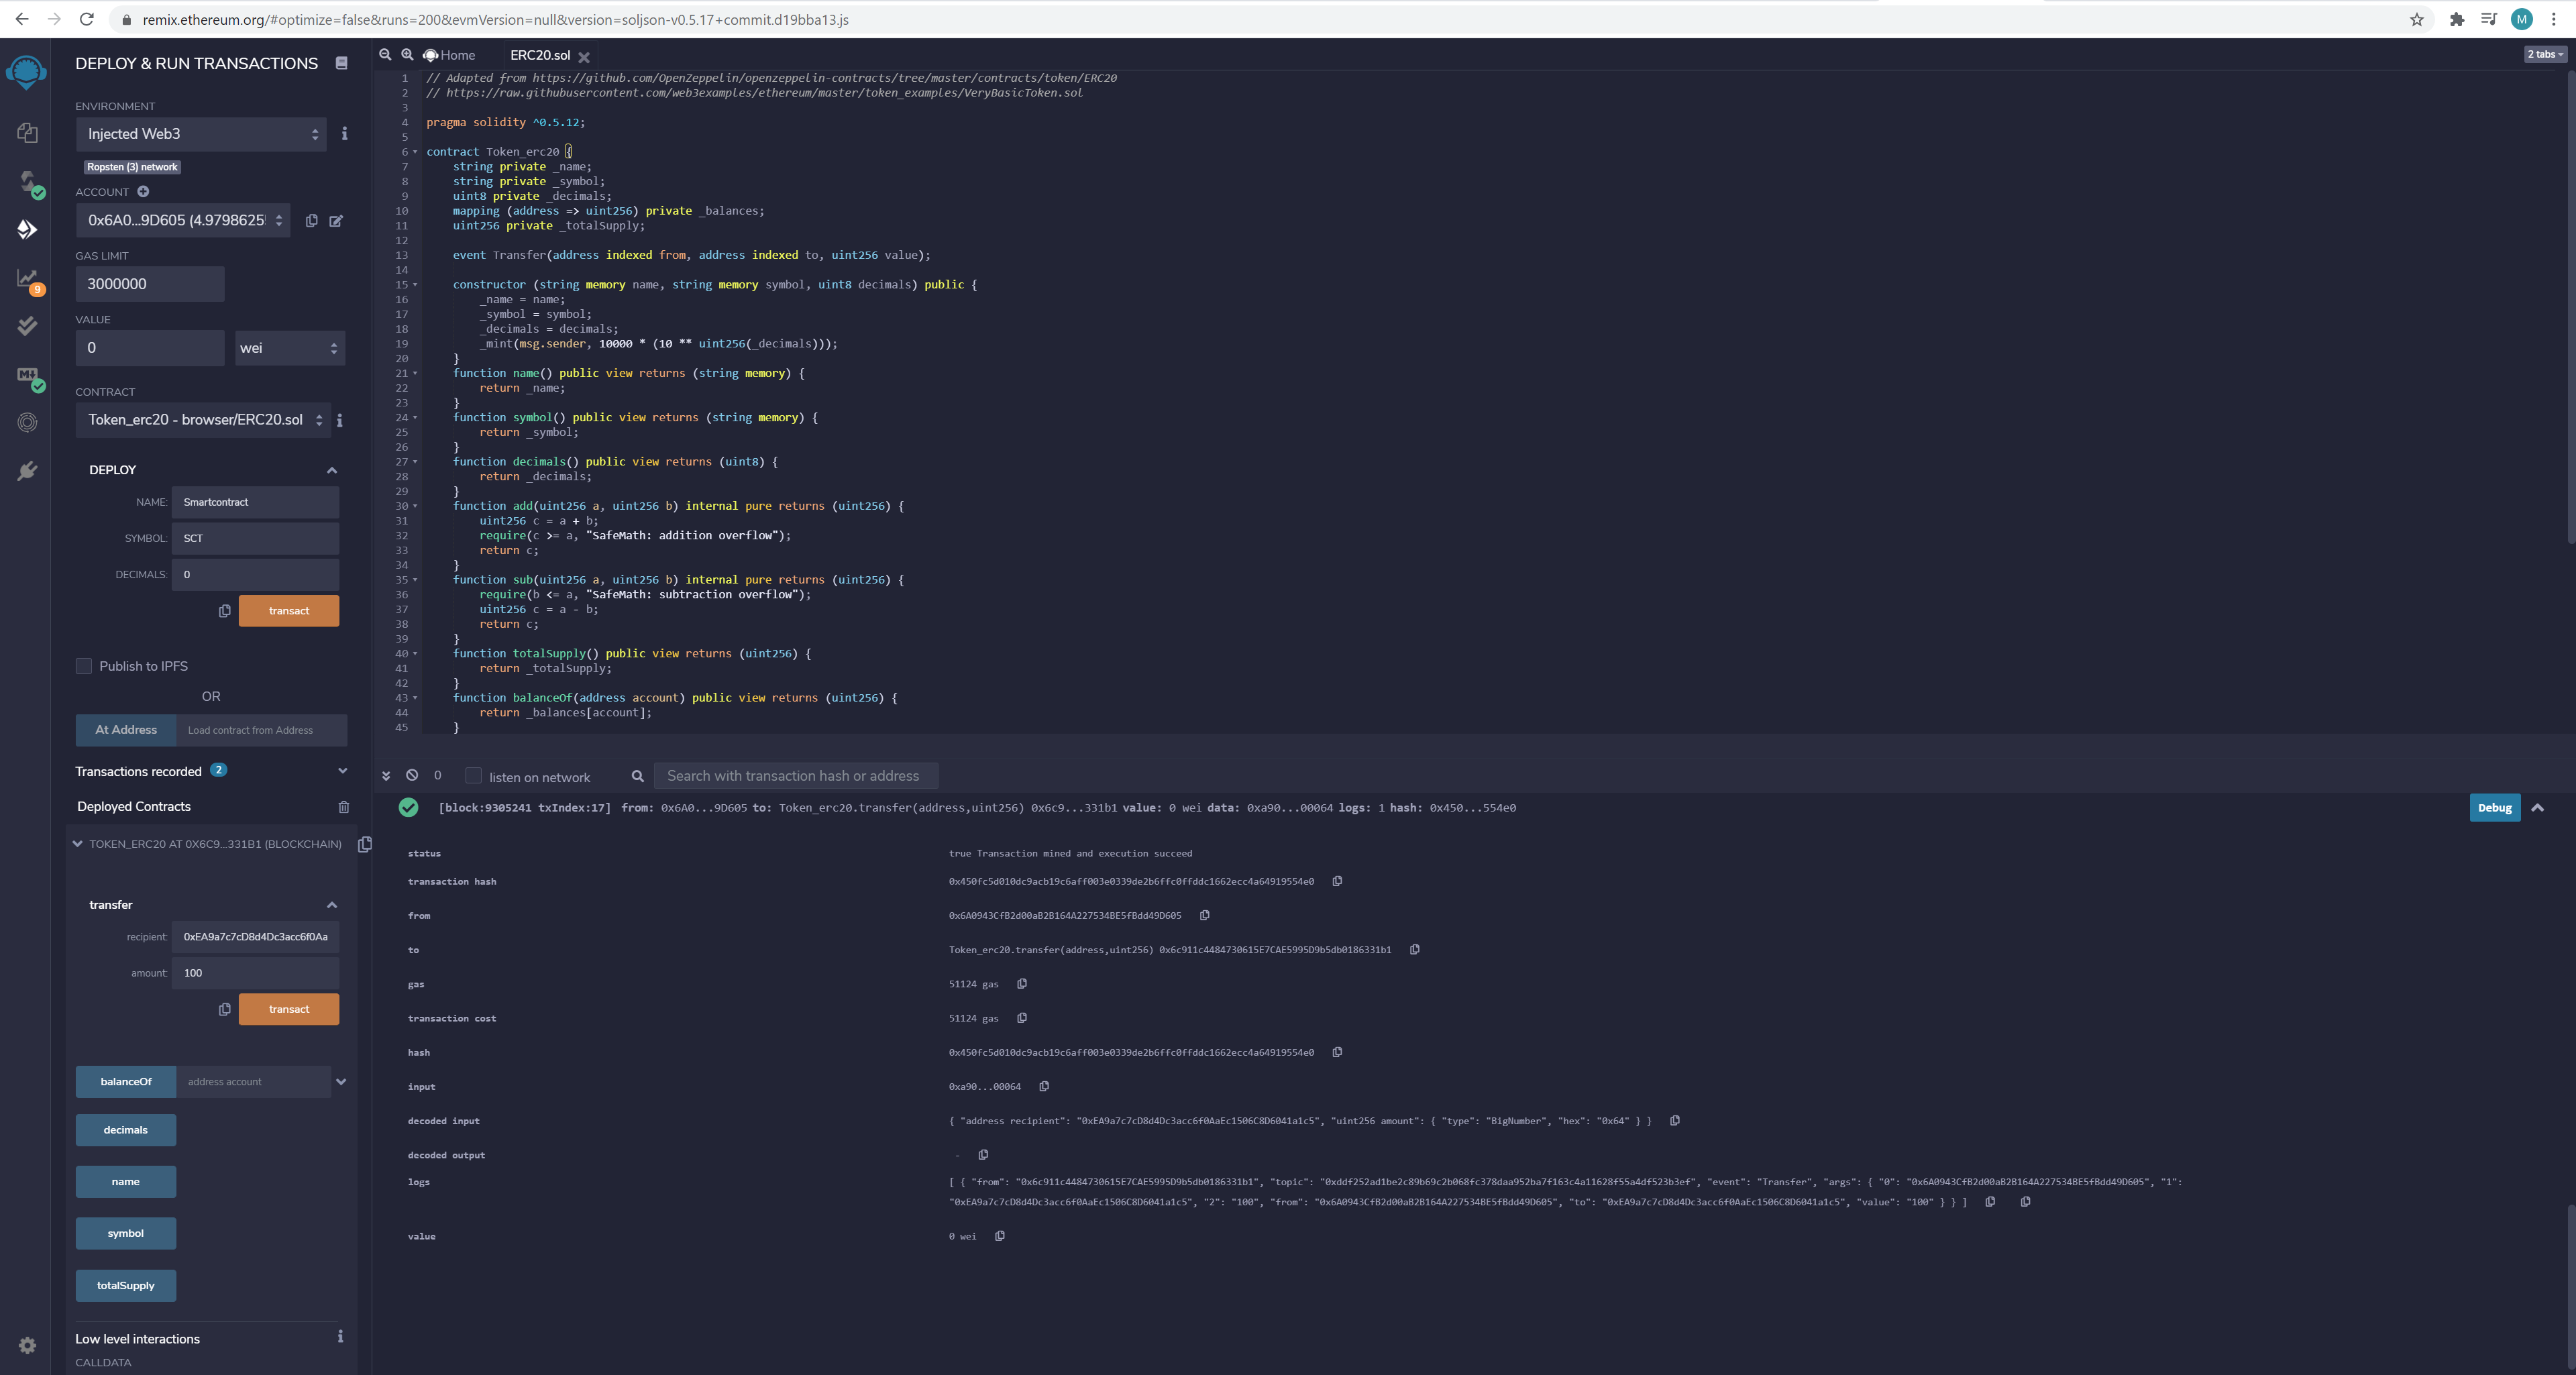 remix.ethereum.org/#optimize=false&runs=200&evmVersion=null&version=soljson-v0.5.17+commit.d19bba13.js
M
DEPLOY & RUN TRANSACTIONS
ENVIRONMENT
Injected Web3
Ropsten (3) network
ACCOUNT
0x6A0...9D605 (4.9798625
GAS LIMIT
3000000
VALUE
0
wei
CONTRACT
Token_erc20 - browser/ERC20.sol
DEPLOY
NAME: Smartcontract
SYMBOL: SCT
DECIMALS: 0
transact
Publish to IPFS
OR
At Address Load contract from Address
Transactions recorded 2
Deployed Contracts
TOKEN_ERC20 AT 0X6C9...331B1 (BLOCKCHAIN)
transfer
recipient: 0xEA9a7c7cD8d4Dc3acc6f0Aa
amount: 100
transact
balanceOf address account
decimals
name
symbol
totalSupply
Low level interactions
CALLDATA
9
Home ERC20.sol
2 tabs
1 // Adapted from https://github.com/OpenZeppelin/openzeppelin-contracts/tree/master/contracts/token/ERC20
2 // https://raw.githubusercontent.com/web3examples/ethereum/master/token_examples/VeryBasicToken.sol
3
4 pragma solidity ^0.5.12;
5
6 contract Token_erc20 {
7 string private _name;
8 string private _symbol;
9 uint8 private _decimals;
10 mapping (address => uint256) private _balances;
11 uint256 private _totalSupply;
12
13 event Transfer(address indexed from, address indexed to, uint256 value);
14
15 constructor (string memory name, string memory symbol, uint8 decimals) public {
16 _name = name;
17 _symbol = symbol;
18 _decimals = decimals;
19 _mint(msg.sender, 10000 * (10 ** uint256(_decimals)));
20 }
21 function name() public view returns (string memory) {
22 return _name;
23 }
24 function symbol() public view returns (string memory) {
25 return _symbol;
26 }
27 function decimals() public view returns (uint8) {
28 return _decimals;
29 }
30 function add(uint256 a, uint256 b) internal pure returns (uint256) {
31 uint256 c = a + b;
32 require(c >= a, "SafeMath: addition overflow");
33 return c;
34 }
35 function sub(uint256 a, uint256 b) internal pure returns (uint256) {
36 require(b <= a, "SafeMath: subtraction overflow");
37 uint256 c = a - b;
38 return c;
39 }
40 function totalSupply() public view returns (uint256) {
41 return _totalSupply;
42 }
43 function balanceOf(address account) public view returns (uint256) {
44 return _balances[account];
45 }
0 listen on network Search with transaction hash or address
[block:9305241 txIndex:17] from: 0x6A0...9D605 to: Token_erc20.transfer(address,uint256) 0x6c9...331b1 value: 0 wei data: 0xa90...00064 logs: 1 hash: 0x450...554e0 Debug
status true Transaction mined and execution succeed
transaction hash 0x450fc5d010dc9acb19c6aff003e0339de2b6ffc0ffddc1662ecc4a64919554e0
from 0x6A0943CfB2d00aB2B164A227534BE5fBdd49D605
to Token_erc20.transfer(address,uint256) 0x6c911c4484730615E7CAE5995D9b5db0186331b1
gas 51124 gas
transaction cost 51124 gas
hash 0x450fc5d010dc9acb19c6aff003e0339de2b6ffc0ffddc1662ecc4a64919554e0
input 0xa90...00064
decoded input { "address recipient": "0xEA9a7c7cD8d4Dc3acc6f0AaEc1506C8D6041a1c5", "uint256 amount": { "type": "BigNumber", "hex": "0x64" } }
decoded output -
logs [ { "from": "0x6c911c4484730615E7CAE5995D9b5db0186331b1", "topic": "0xddf252ad1be2c89b69c2b068fc378daa952ba7f163c4a11628f55a4df523b3ef", "event": "Transfer", "args": { "0": "0x6A0943CfB2d00aB2B164A227534BE5fBdd49D605", "1":
"0xEA9a7c7cD8d4Dc3acc6f0AaEc1506C8D6041a1c5", "2": "100", "from": "0x6A0943CfB2d00aB2B164A227534BE5fBdd49D605", "to": "0xEA9a7c7cD8d4Dc3acc6f0AaEc1506C8D6041a1c5", "value": "100" } } ]
value 0 wei